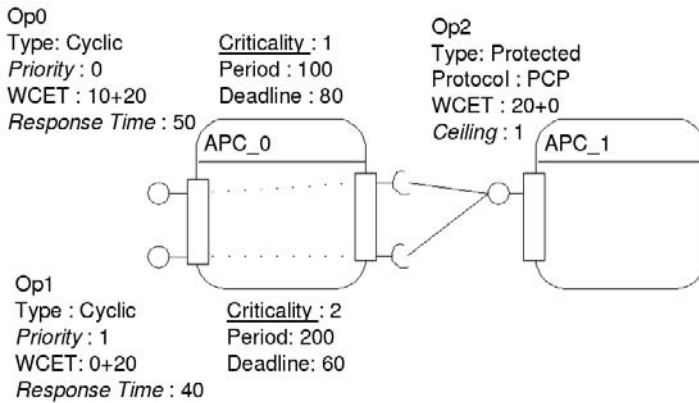 Op0
Type: Cyclic
Priority : 0
WCET : 10+20
Response Time : 50
Criticality : 1
Period : 100
Deadline : 80
Op2
Type: Protected
Protocol : PCP
WCET : 20+0
Ceiling : 1
APC_0
APC_1
Op1
Type : Cyclic
Priority : 1
WCET: 0+20
Response Time : 40
Criticality : 2
Period: 200
Deadline: 60